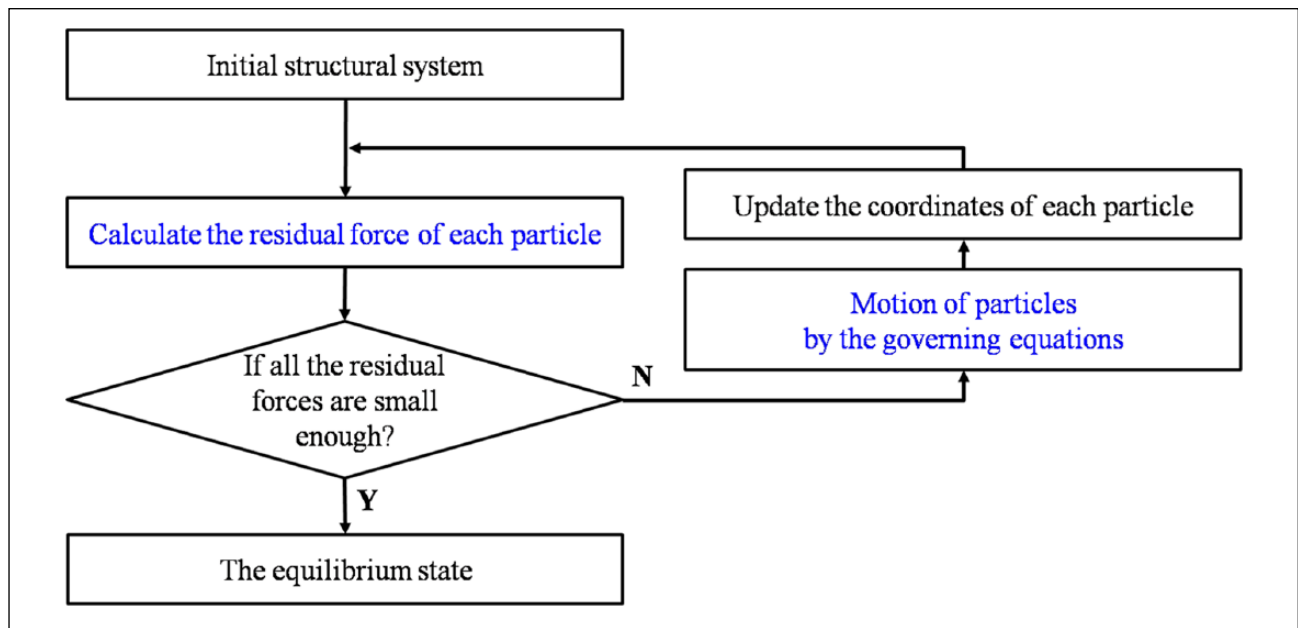 Initial structural system
Calculate the residual force of each particle
If all the residual
forces are small
enough?
N
Y
The equilibrium state
Motion of particles
by the governing equations
Update the coordinates of each particle